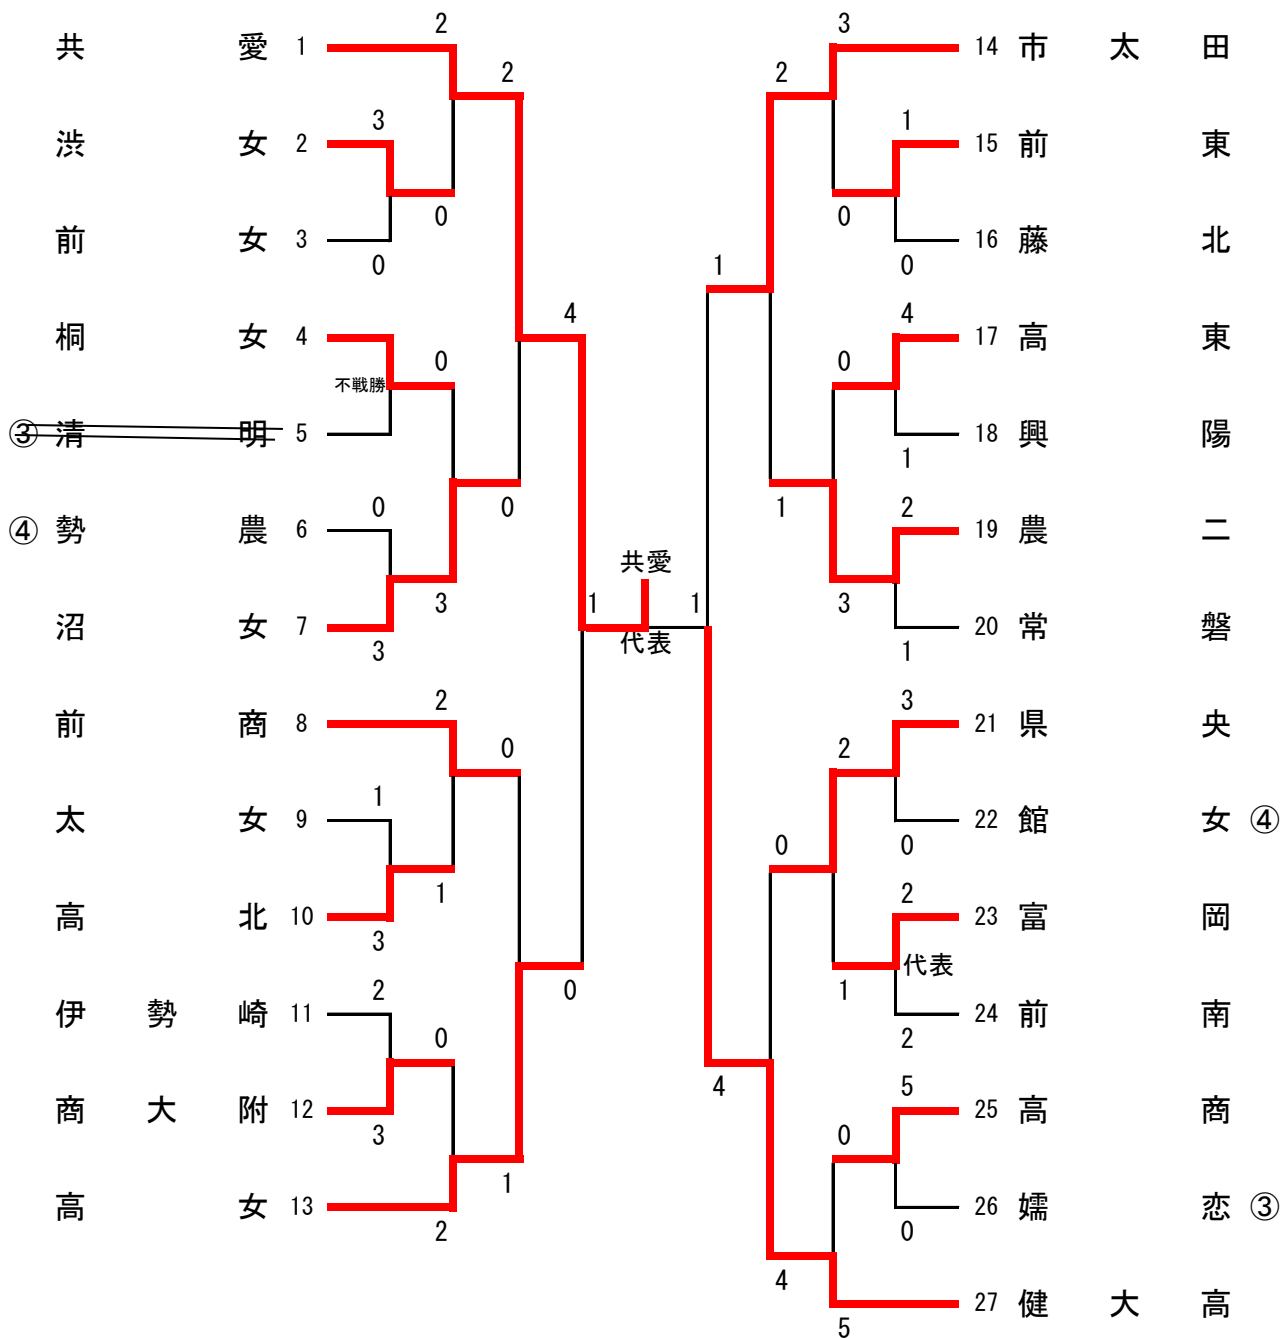 2 3
共愛 1 14 市太田
2 2
3 1
渋女 2 15 前東
0 0
前女 3 16 藤北
0 0
1
4 4
桐女 4 17 高東
0 0
不戦勝
③ 清明 5 18 興陽
1
0 0 1 2
④ 勢農 6 19 農二
共愛
3 1 1 3
沼女 7 20 常磐
代表
3 1
2 3
前商 8 21 県央
0 2
1
太女 9 22 館女 ④
0 0
1 2
高北 10 23 富岡
3
代表
2 0 1
伊勢崎 11 24 前南
0 2
4 5
商大附 12 25 高商
3 0
1
高女 13 26 嬬恋 ③
2 0
4
27 健大高
5